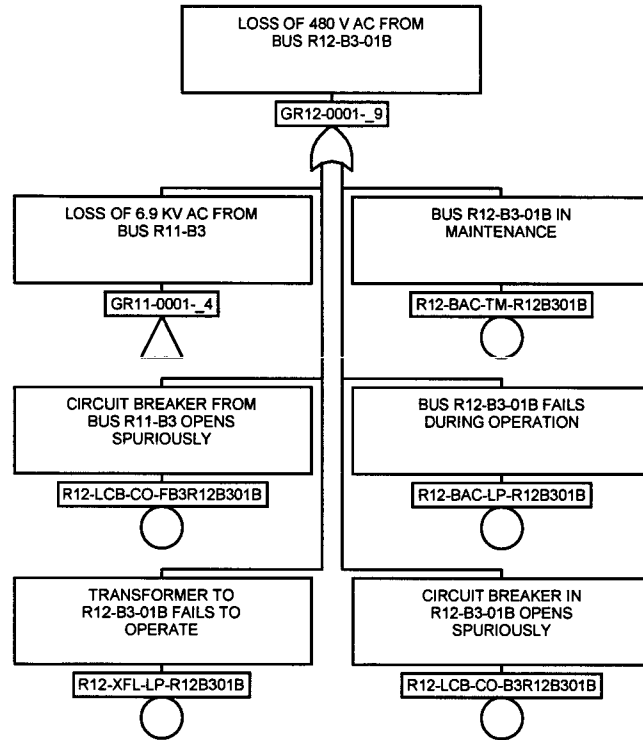 LOSS OF 480 V AC FROM
BUS R12-B3-01B
GR12-0001-_9
LOSS OF 6.9 KV AC FROM
BUS R11-B3
GR11-0001-_4
BUS R12-B3-01B IN
MAINTENANCE
R12-BAC-TM-R12B301B
CIRCUIT BREAKER FROM
BUS R11-B3 OPENS
SPURIOUSLY
R12-LCB-CO-FB3R12B301B
BUS R12-B3-01B FAILS
DURING OPERATION
R12-BAC-LP-R12B301B
TRANSFORMER TO
R12-B3-01B FAILS TO
OPERATE
R12-XFL-LP-R12B301B
CIRCUIT BREAKER IN
R12-B3-01B OPENS
SPURIOUSLY
R12-LCB-CO-B3R12B301B